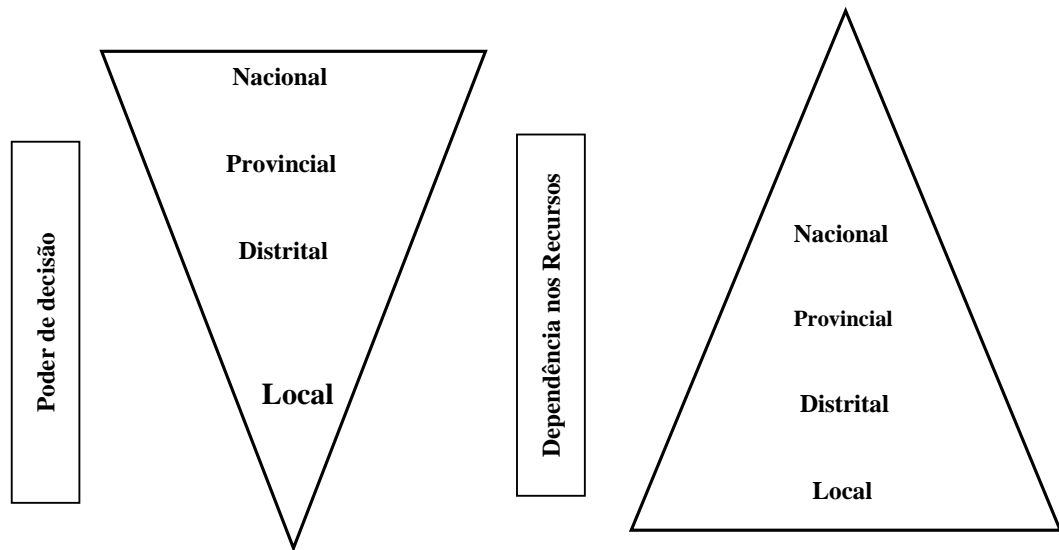 Poder de decisão
Nacional
Provincial
Distrital
Local
Dependência nos Recursos
Nacional
Provincial
Distrital
Local